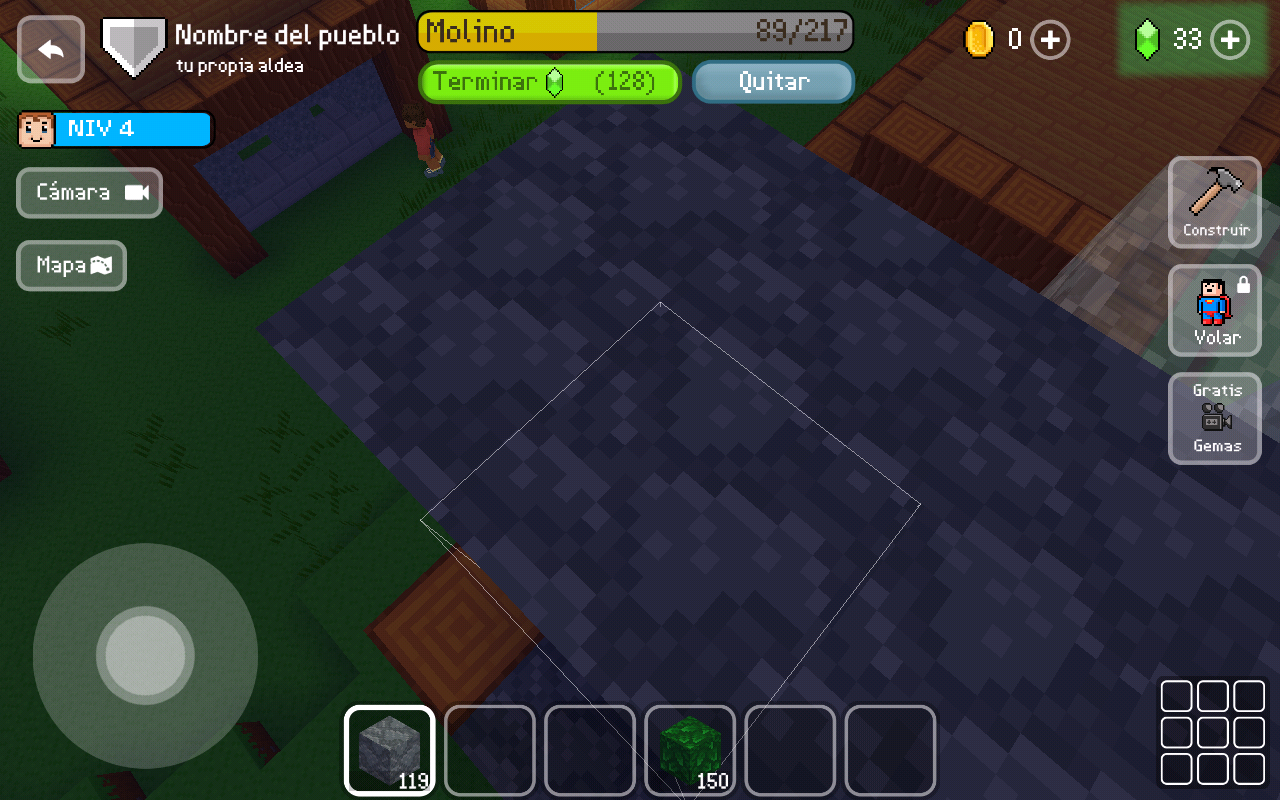 Nombre del pueblo
tu propia aldea
Molino 89/217
Terminar (128)
Quitar
0
33
NIV 4
Cámara
Mapa
Construir
Volar
Gratis
Gemas
119
150